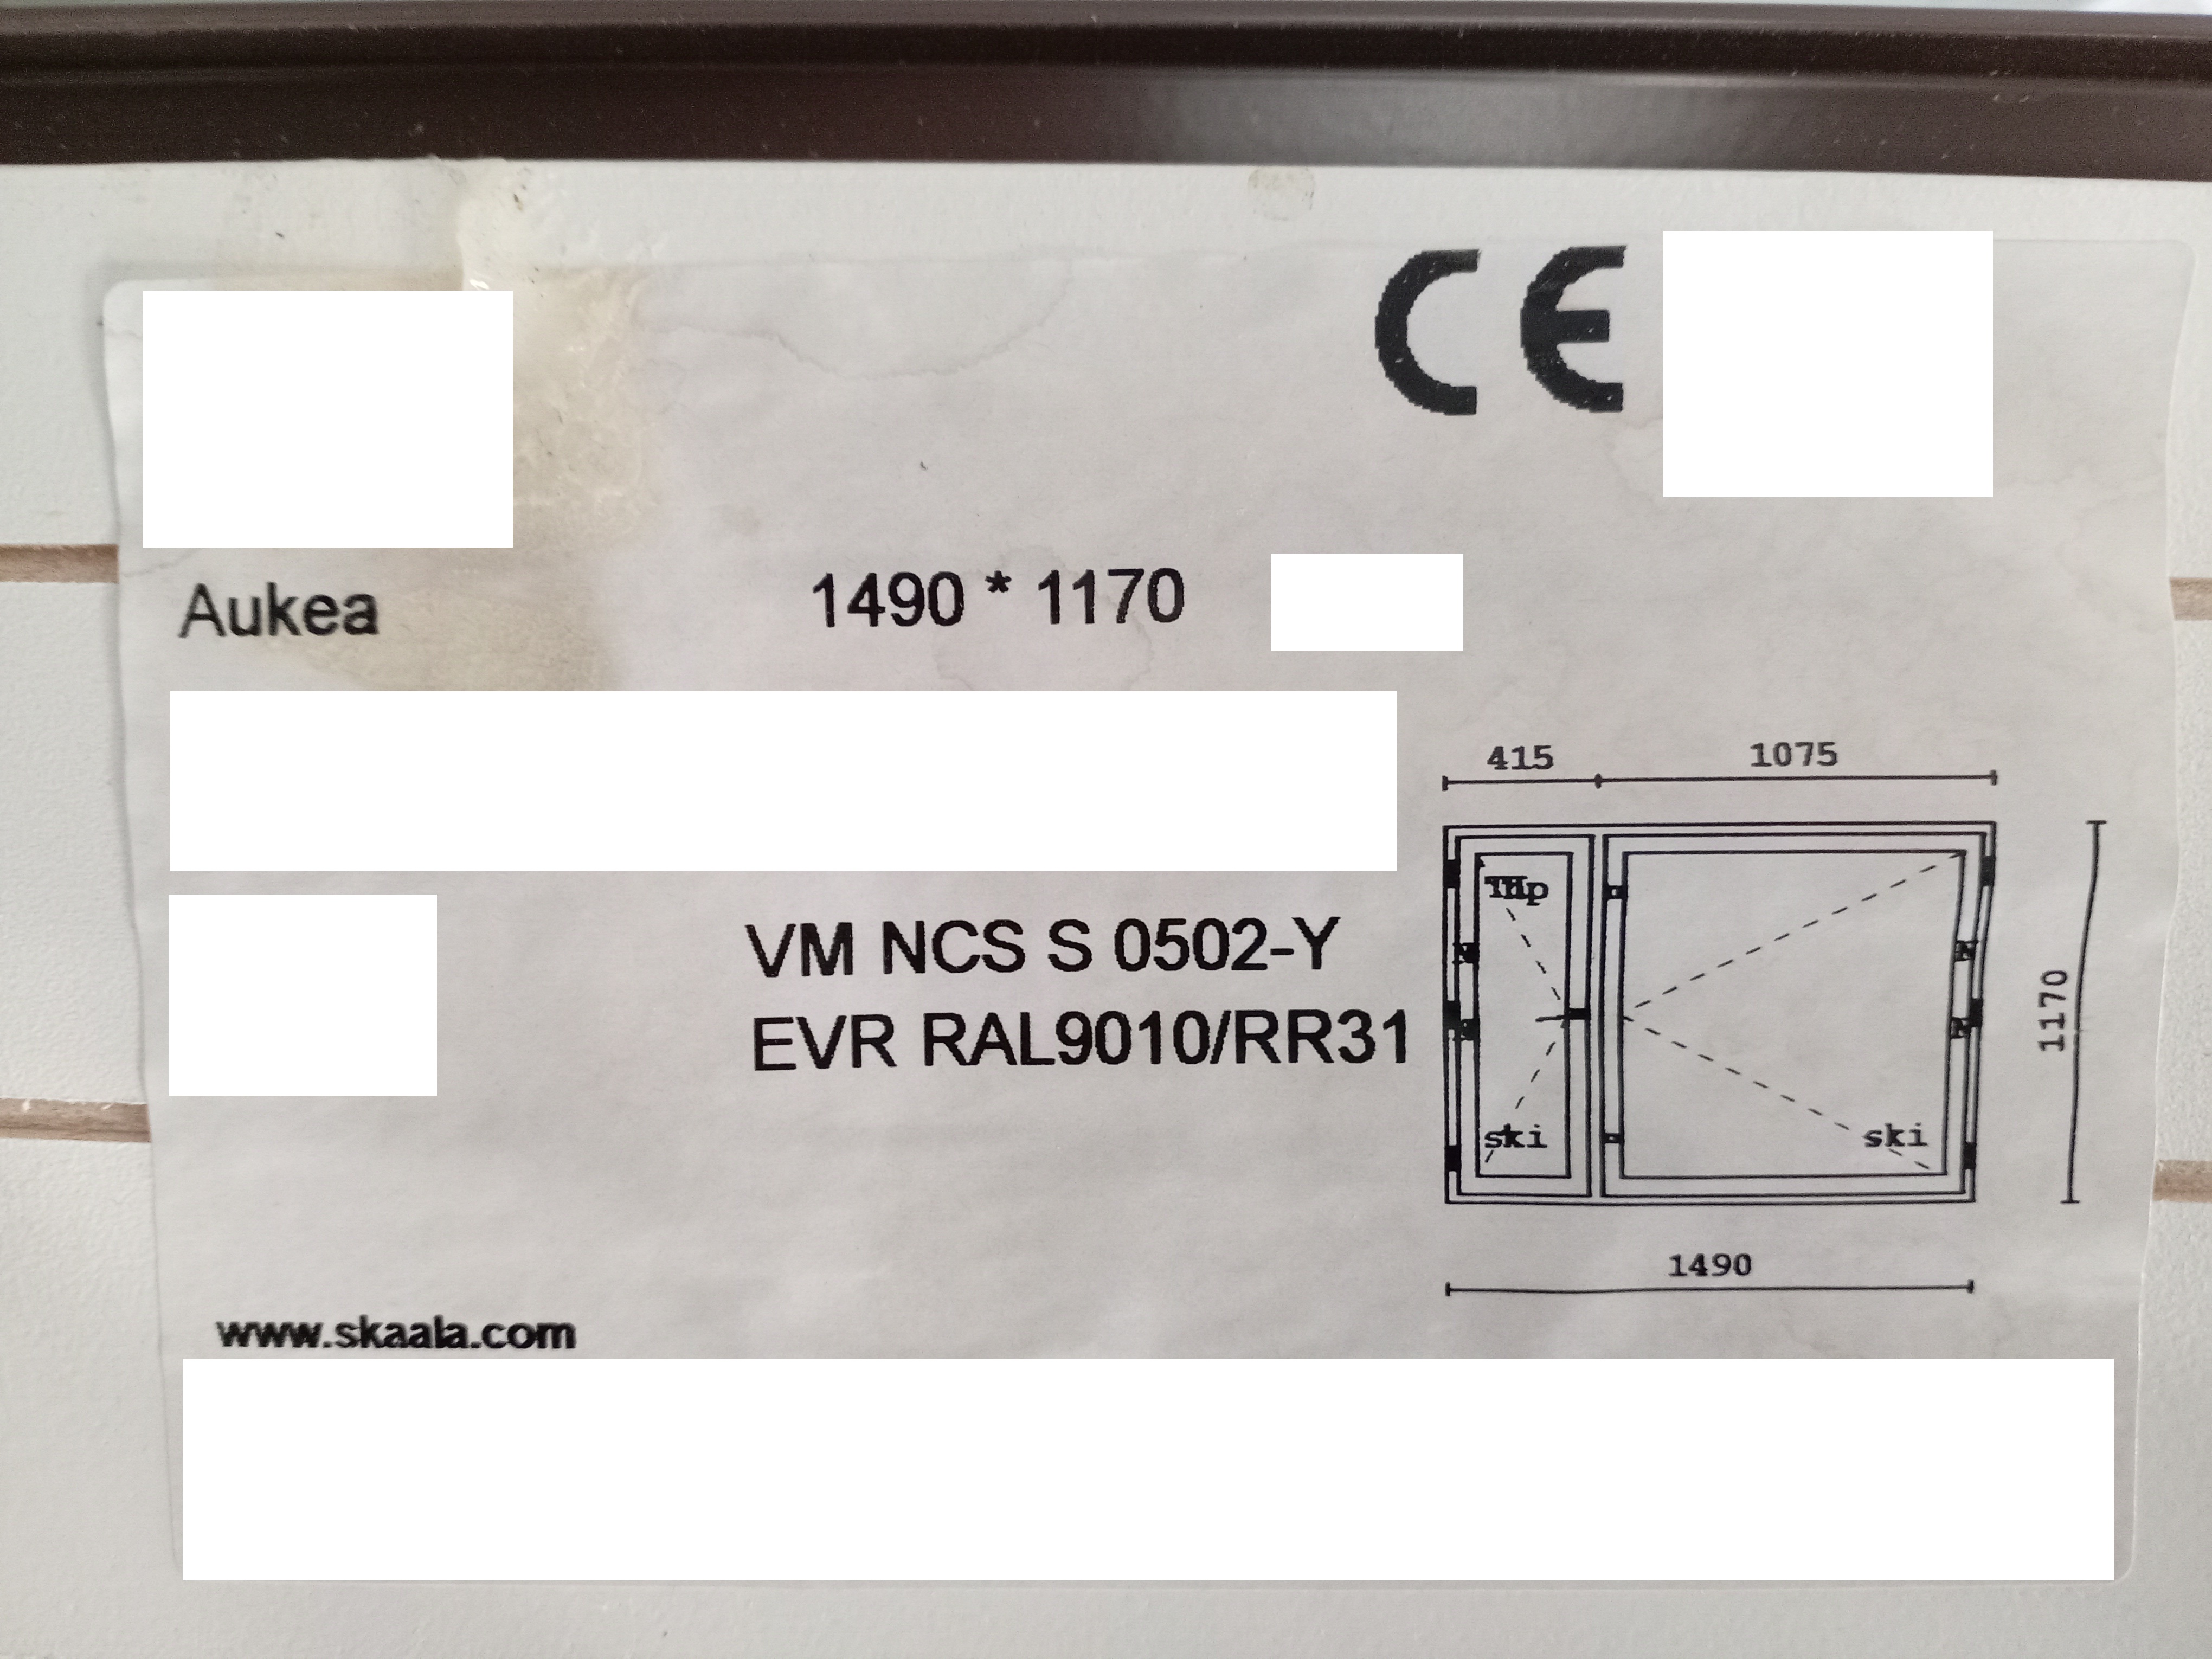 CE
Aukea 1490 * 1170
415 1075
VM NCS S 0502-Y
EVR RAL9010/RR31
1170
ski ski
1490
www.skaala.com